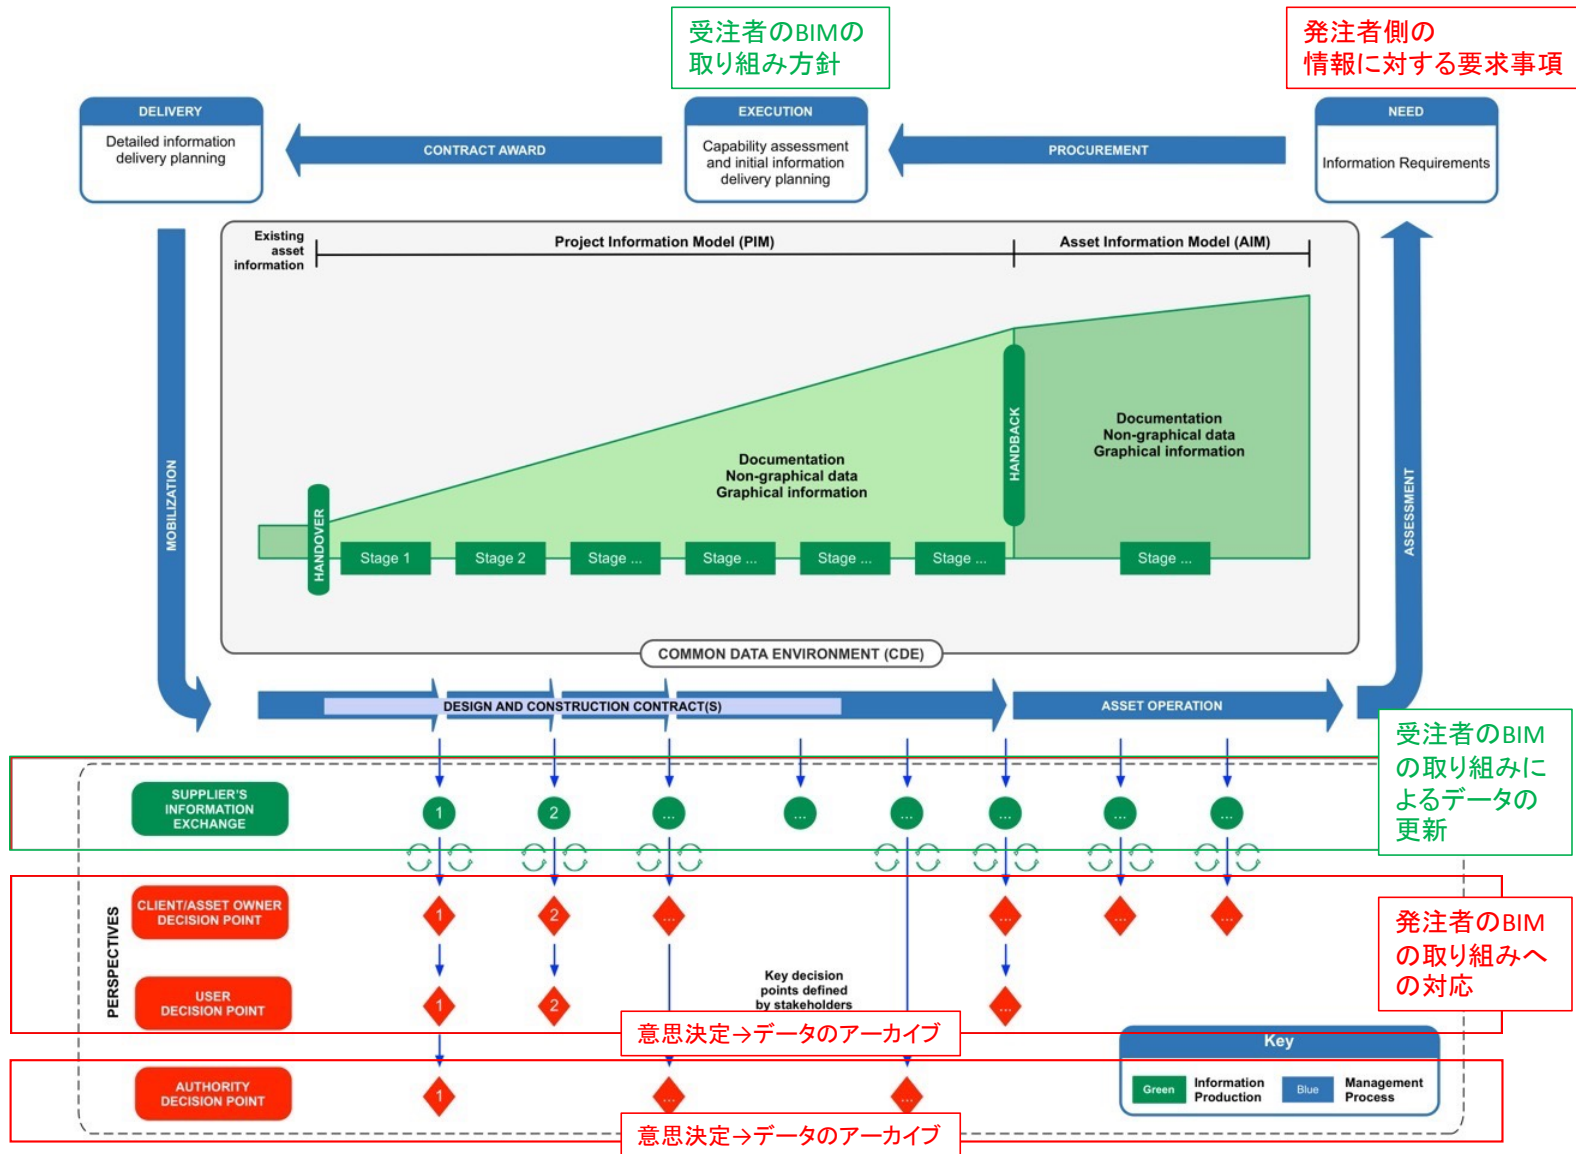 受注者のBIMの
取り組み方針
発注者側の
情報に対する要求事項
DELIVERY
Detailed information
delivery planning
CONTRACT AWARD
EXECUTION
Capability assessment
and initial information
delivery planning
PROCUREMENT
NEED
Information Requirements
Existing
asset
information
Project Information Model (PIM)
Asset Information Model (AIM)
MOBILIZATION
HANDOVER
Documentation
Non-graphical data
Graphical information
HANDBACK
Documentation
Non-graphical data
Graphical information
ASSESSMENT
Stage 1
Stage 2
Stage ...
Stage ...
Stage ...
Stage ...
Stage ...
COMMON DATA ENVIRONMENT (CDE)
DESIGN AND CONSTRUCTION CONTRACT(S)
ASSET OPERATION
受注者のBIM
の取り組みに
よるデータの
更新
SUPPLIER'S
INFORMATION
EXCHANGE
1
2
...
...
...
...
...
...
PERSPECTIVES
CLIENT/ASSET OWNER
DECISION POINT
1
2
...
...
...
...
発注者のBIM
の取り組みへ
の対応
USER
DECISION POINT
1
2
Key decision
points defined
by stakeholders
...
意思決定→データのアーカイブ
AUTHORITY
DECISION POINT
1
...
...
意思決定→データのアーカイブ
Key
Green
Information
Production
Blue
Management
Process